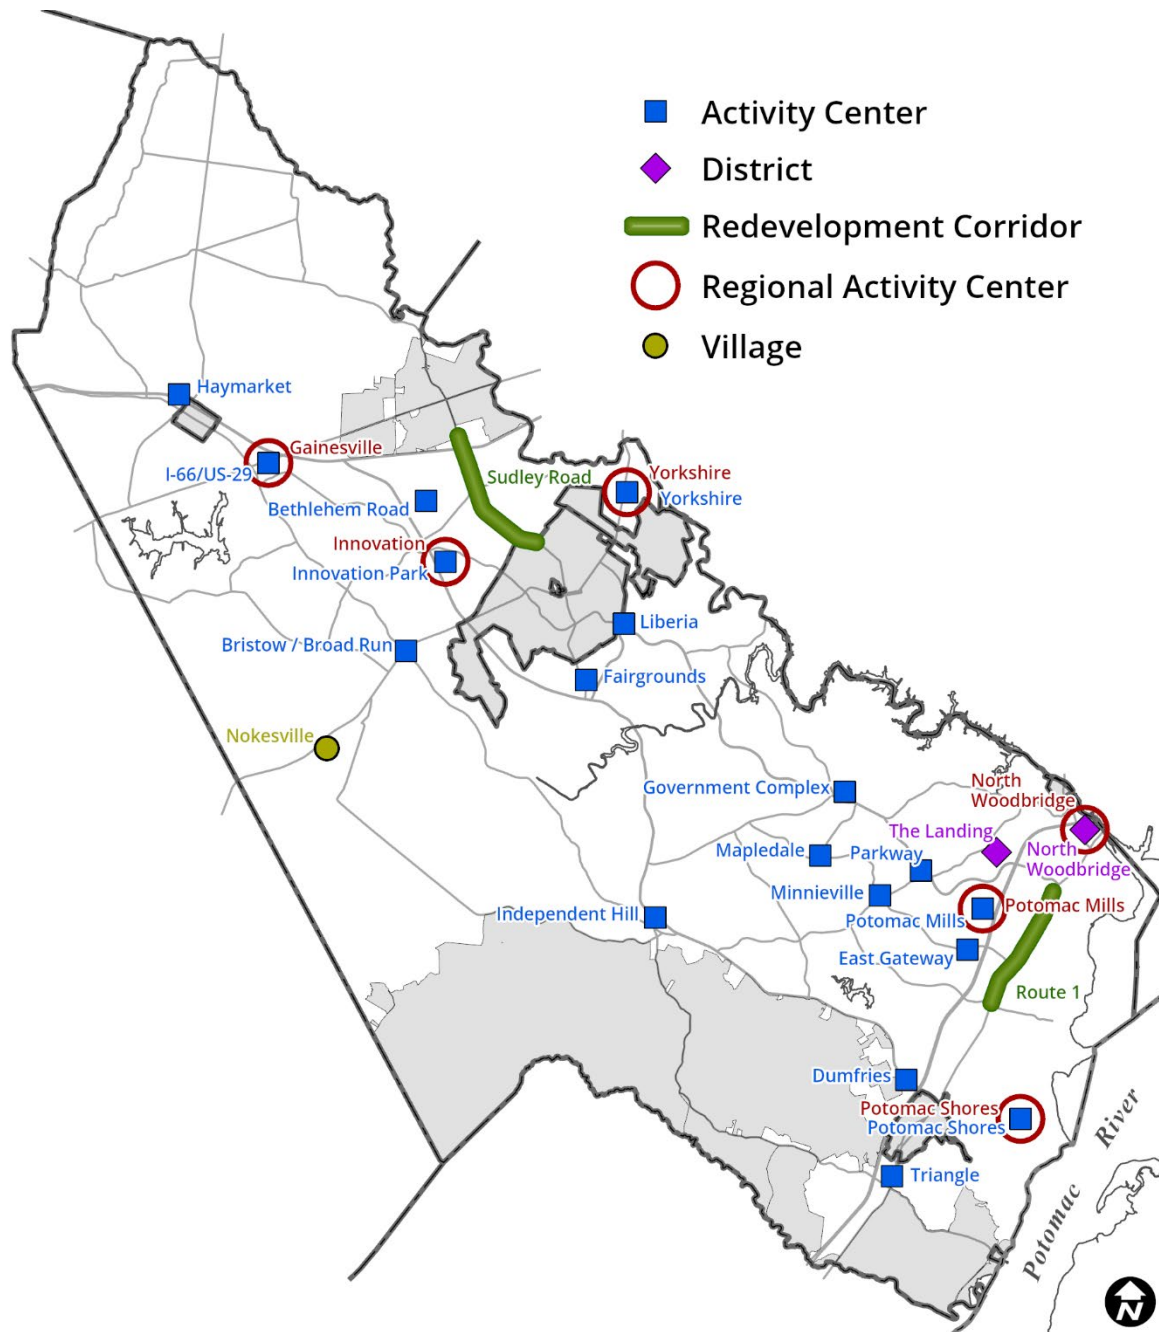 Activity Center
District
Redevelopment Corridor
Regional Activity Center
Village
Haymarket
Gainesville
I-66/US-29
Sudley Road
Yorkshire
Yorkshire
Bethlehem Road
Innovation
Innovation Park
Liberia
Bristow / Broad Run
Fairgrounds
Nokesville
Government Complex
North
Woodbridge
The Landing
Mapledale
Parkway
North
Woodbridge
Minnieville
Potomac Mills
Potomac Mills
Independent Hill
East Gateway
Route 1
Dumfries
Potomac Shores
Potomac Shores
Triangle
Potomac River
N